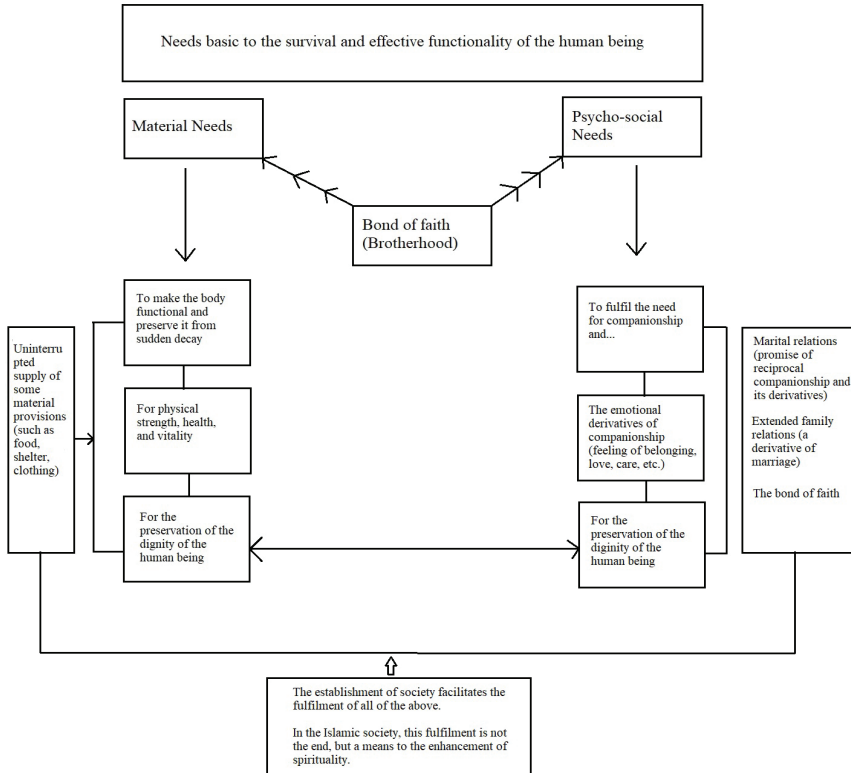 Needs basic to the survival and effective functionality of the human being
Material Needs
Psycho-social
Needs
Bond of faith
(Brotherhood)
To make the body
functional and
preserve it from
sudden decay
To fulfil the need
for companionship
and...
Uninterru
pted
supply of
some
material
provisions
(such as
food,
shelter,
clothing)
Marital relations
(promise of
reciprocal
companionship and
its derivatives)
Extended family
relations (a
derivative of
marriage)
The bond of faith
For physical
strength, health,
and vitality
The emotional
derivatives of
companionship
(feeling of belonging,
love, care, etc.)
For the
preservation of the
dignity of the
human being
For the
preservation of the
diginity of the
human being
The establishment of society facilitates the
fulfilment of all of the above.
In the Islamic society, this fulfilment is not
the end, but a means to the enhancement of
spirituality.